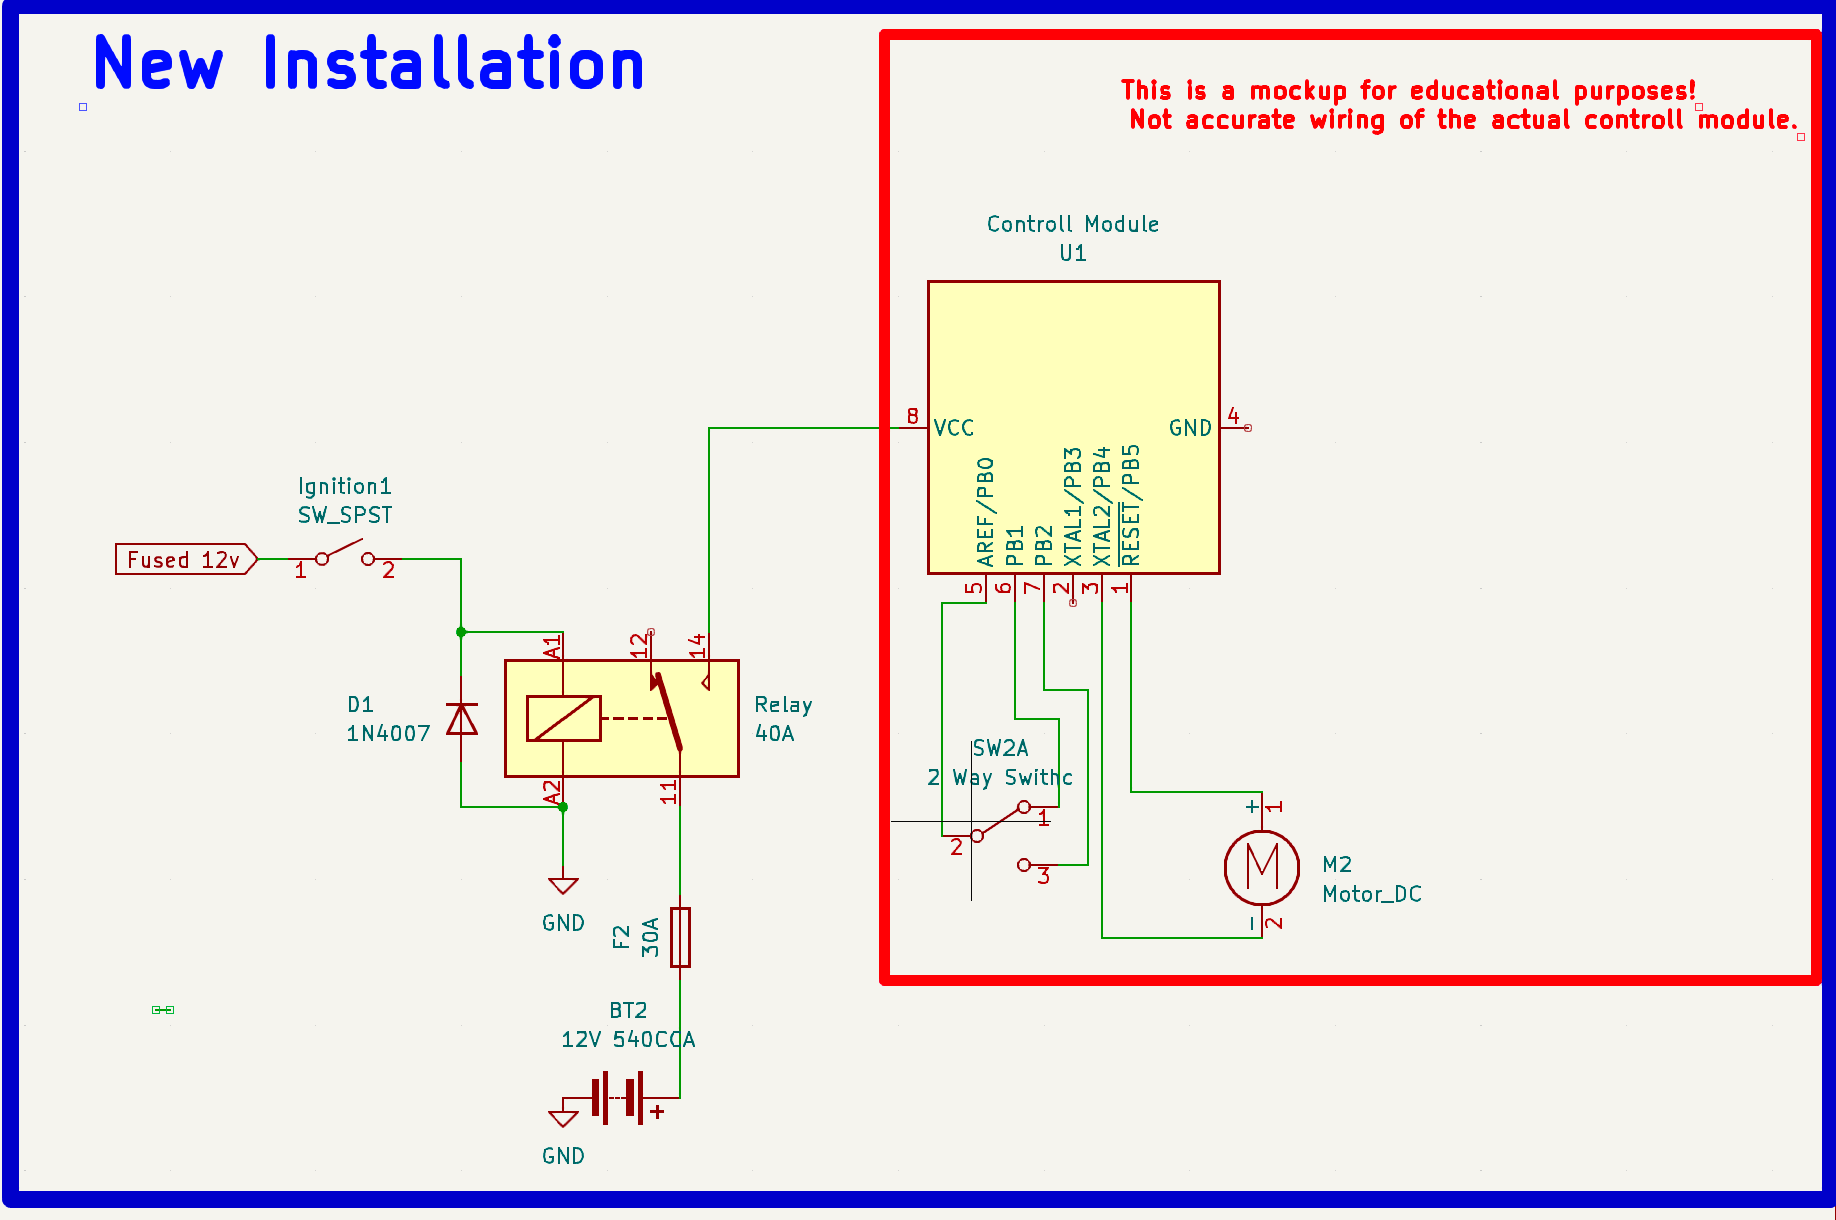 New Installation
This is a mockup for educational purposes!
Not accurate wiring of the actual controll module.
Controll Module
U1
8
VCC
GND
4
AREF/PB0
PB1
PB2
XTAL1/PB3
XTAL2/PB4
RESET/PB5
5
6
7
2
3
1
Ignition1
SW_SPST
Fused 12v
1
2
A1
12
14
D1
1N4007
Relay
40A
A2
11
GND
SW2A
2 Way Swithc
1
2
3
+
1
M
M2
Motor_DC
-
2
F2
30A
BT2
12V 540CCA
+
GND